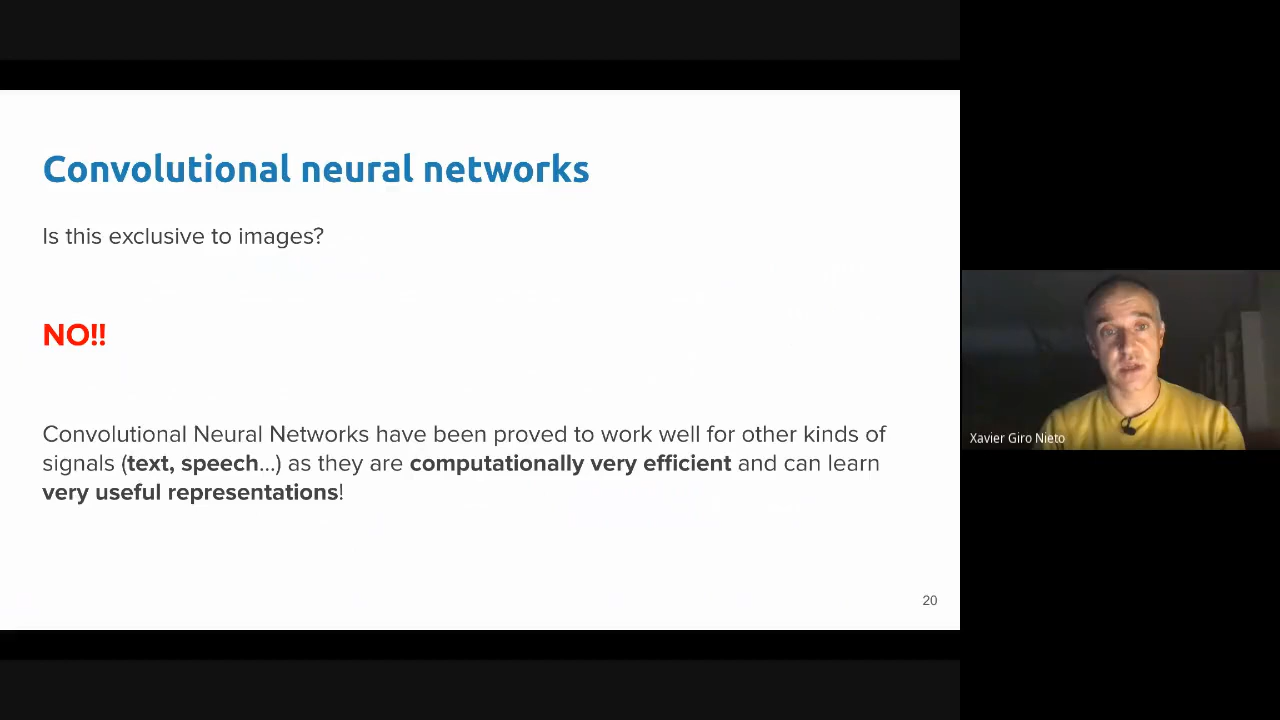 Convolutional neural networks
Is this exclusive to images?
NO!!
Convolutional Neural Networks have been proved to work well for other kinds of
signals (text, speech...) as they are computationally very efficient and can learn
very useful representations!
20
Xavier Giro Nieto